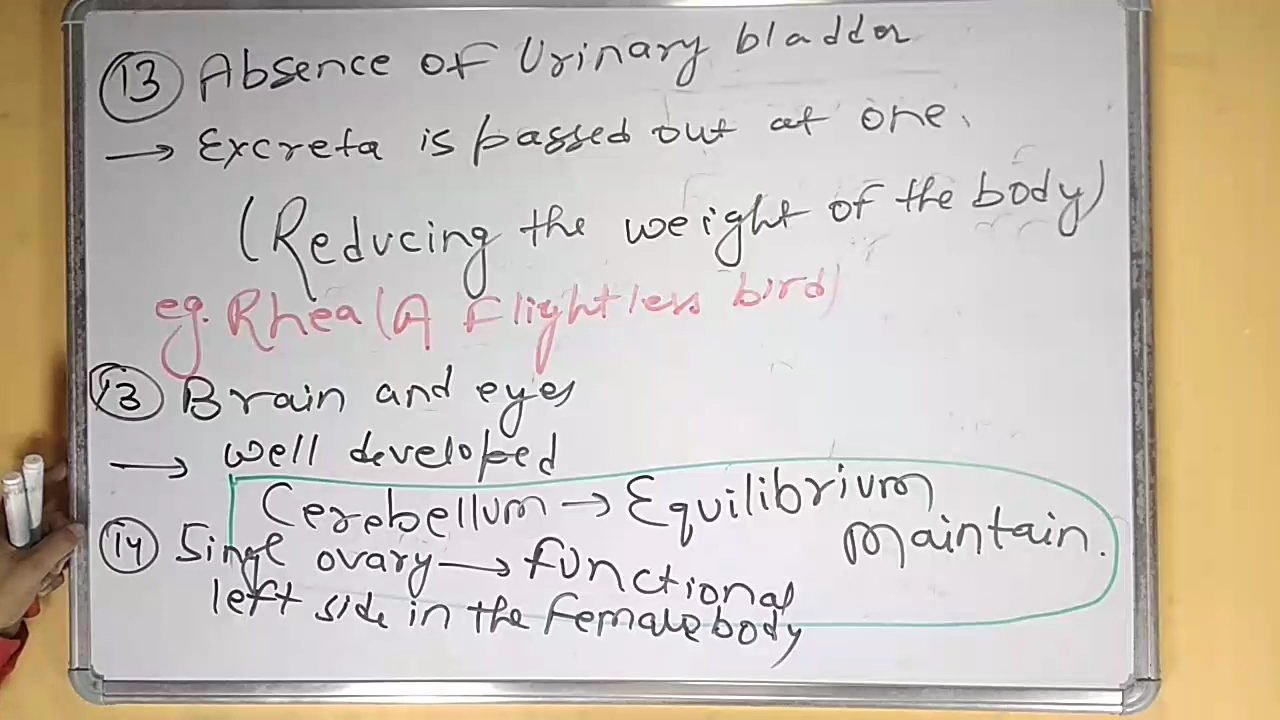 13 Absence of Urinary bladder
→ Excreta is passed out at one.
(Reducing the weight of the body)
eg. Rhea (A Flightless bird)
13 Brain and eyes
→ well developed
Cerebellum → Equilibrium
maintain.
14 Single ovary → functional
left side in the female body